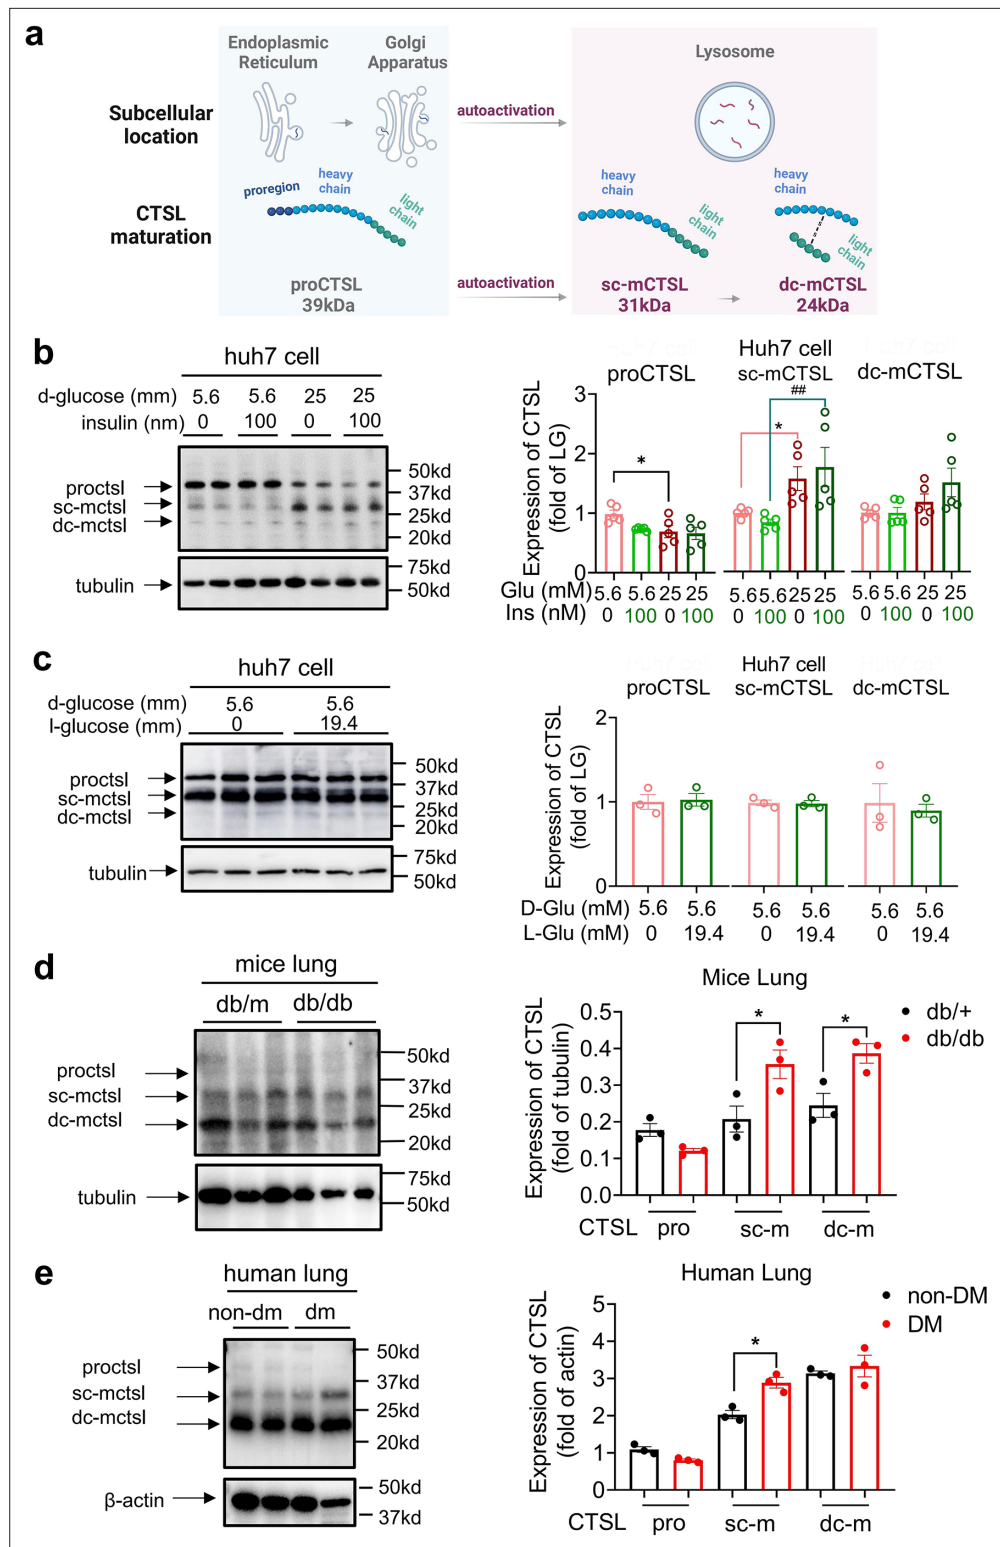 a
Endoplasmic
Reticulum
Golgi
Apparatus
Lysosome
Subcellular
location
autoactivation
CTSL
maturation
proregion
heavy
chain
light
chain
heavy
chain
light
chain
heavy
chain
light
chain
proCTSL
39kDa
autoactivation
sc-mCTSL
31kDa
dc-mCTSL
24kDa
b
huh7 cell
d-glucose (mm) 5.6 5.6 25 25
insulin (nm) 0 100 0 100
proctsl
sc-mctsl
dc-mctsl
50kd
37kd
25kd
20kd
tubulin
75kd
50kd
Huh7 cell
proCTSL sc-mCTSL dc-mCTSL
Expression of CTSL
(fold of LG)
3
2
1
0
*
*
##
Glu (mM) 5.6 5.6 25 25 5.6 5.6 25 25 5.6 5.6 25 25
Ins (nM) 0 100 0 100 0 100 0 100 0 100 0 100
c
huh7 cell
d-glucose (mm) 5.6 5.6
l-glucose (mm) 0 19.4
proctsl
sc-mctsl
dc-mctsl
50kd
37kd
25kd
20kd
tubulin
75kd
50kd
Huh7 cell
proCTSL sc-mCTSL dc-mCTSL
Expression of CTSL
(fold of LG)
2
1
0
D-Glu (mM) 5.6 5.6 5.6 5.6 5.6 5.6
L-Glu (mM) 0 19.4 0 19.4 0 19.4
d
mice lung
db/m db/db
proctsl
sc-mctsl
dc-mctsl
50kd
37kd
25kd
20kd
tubulin
75kd
50kd
Mice Lung
Expression of CTSL
(fold of tubulin)
0.5
0.4
0.3
0.2
0.1
0.0
*
*
db/+
db/db
CTSL pro sc-m dc-m
e
human lung
non-dm dm
proctsl
sc-mctsl
dc-mctsl
50kd
37kd
25kd
20kd
β-actin
50kd
37kd
Human Lung
Expression of CTSL
(fold of actin)
5
4
3
2
1
0
*
non-DM
DM
CTSL pro sc-m dc-m